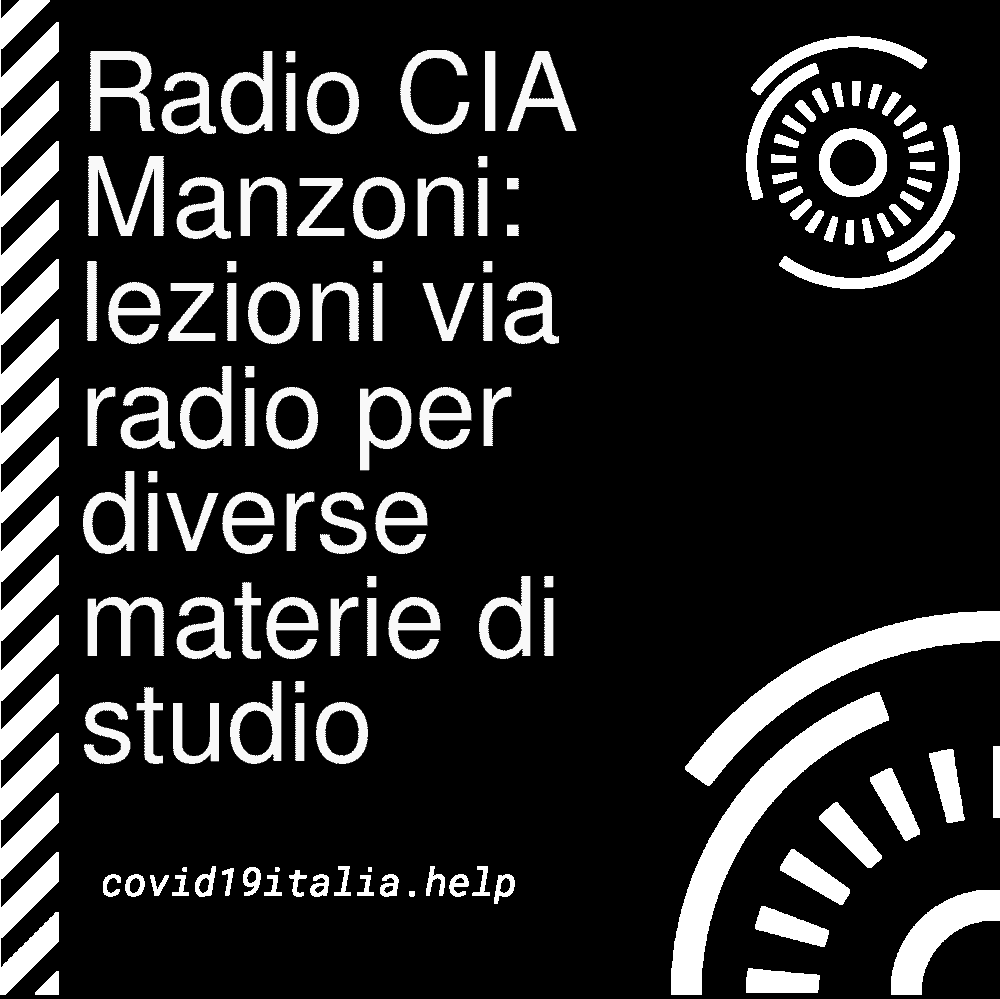 Radio CIA
Manzoni:
lezioni via
radio per
diverse
materie di
studio
covid19italia.help